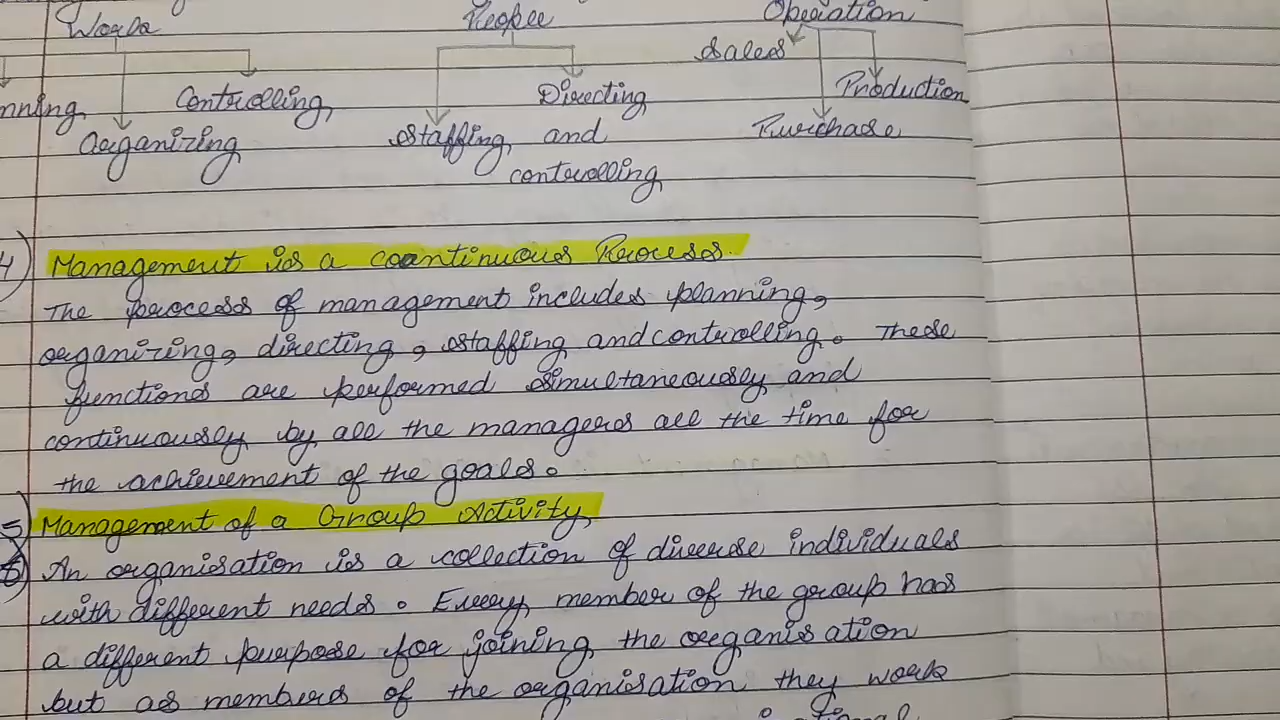 Work People Operation
Sales
nning Controlling Directing Production
Organizing Staffing and Purchase
controlling
4) Management is a continuous Process.
The process of management includes planning,
organizing, directing, staffing and controlling. These
functions are performed simultaneously and
continuously by all the managers all the time for
the achievement of the goals.
5) Management of a Group Activity
An organisation is a collection of diverse individuals
with different needs. Every member of the group has
a different purpose for joining the organisation
but as members of the organisation they work